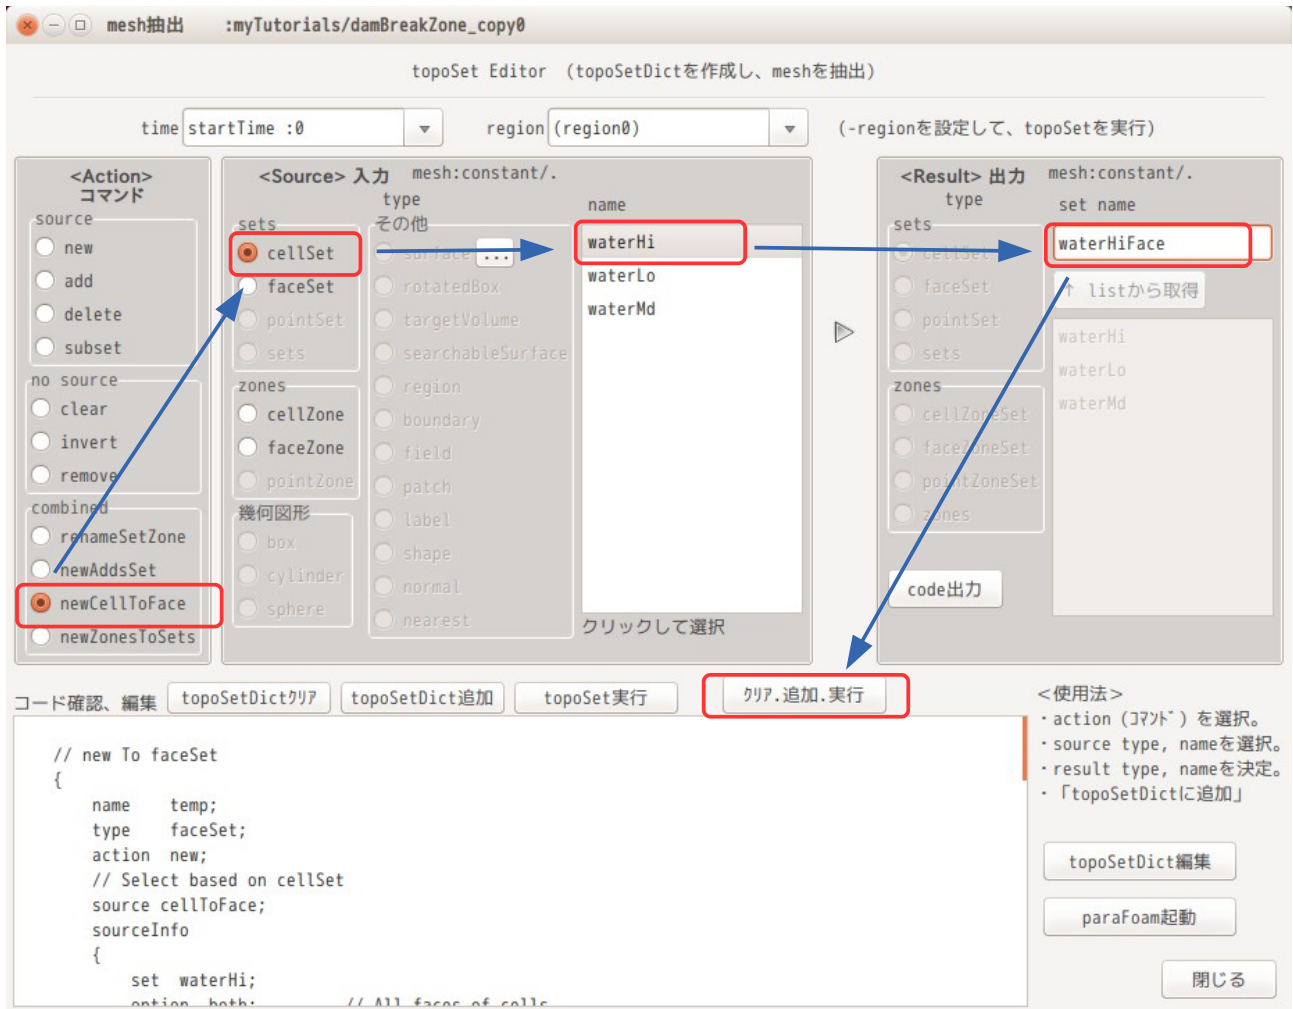 mesh抽出 :myTutorials/damBreakZone_copy0
topoSet Editor （topoSetDictを作成し、meshを抽出）
time startTime :0 region (region0) (-regionを設定して、topoSetを実行)
<Action>
コマンド
source
new
add
delete
subset
no source
clear
invert
remove
combined
renameSetZone
newAddsSet
newCellToFace
newZonesToSets
<Source> 入力 mesh:constant/.
type
name
sets
cellSet
faceSet
pointSet
sets
zones
cellZone
faceZone
pointZone
幾何図形
box
cylinder
sphere
その他
surface ...
rotatedBox
targetVolume
searchableSurface
region
boundary
field
patch
label
shape
normal
nearest
waterHi
waterLo
waterMd
クリックして選択
<Result> 出力 mesh:constant/.
type
set name
sets
cellSet
faceSet
pointSet
sets
zones
cellZoneSet
faceZoneSet
pointZoneSet
zones
code出力
waterHiFace
↑ listから取得
waterHi
waterLo
waterMd
コード確認、編集 topoSetDictｸﾘｱ topoSetDict追加 topoSet実行 ｸﾘｱ.追加.実行
// new To faceSet
{
name temp;
type faceSet;
action new;
// Select based on cellSet
source cellToFace;
sourceInfo
{
set waterHi;
option both; // All faces of cells
<使用法>
・action (ｺﾏﾝﾄﾞ) を選択。
・source type, nameを選択。
・result type, nameを決定。
・「topoSetDictに追加」
topoSetDict編集
paraFoam起動
閉じる